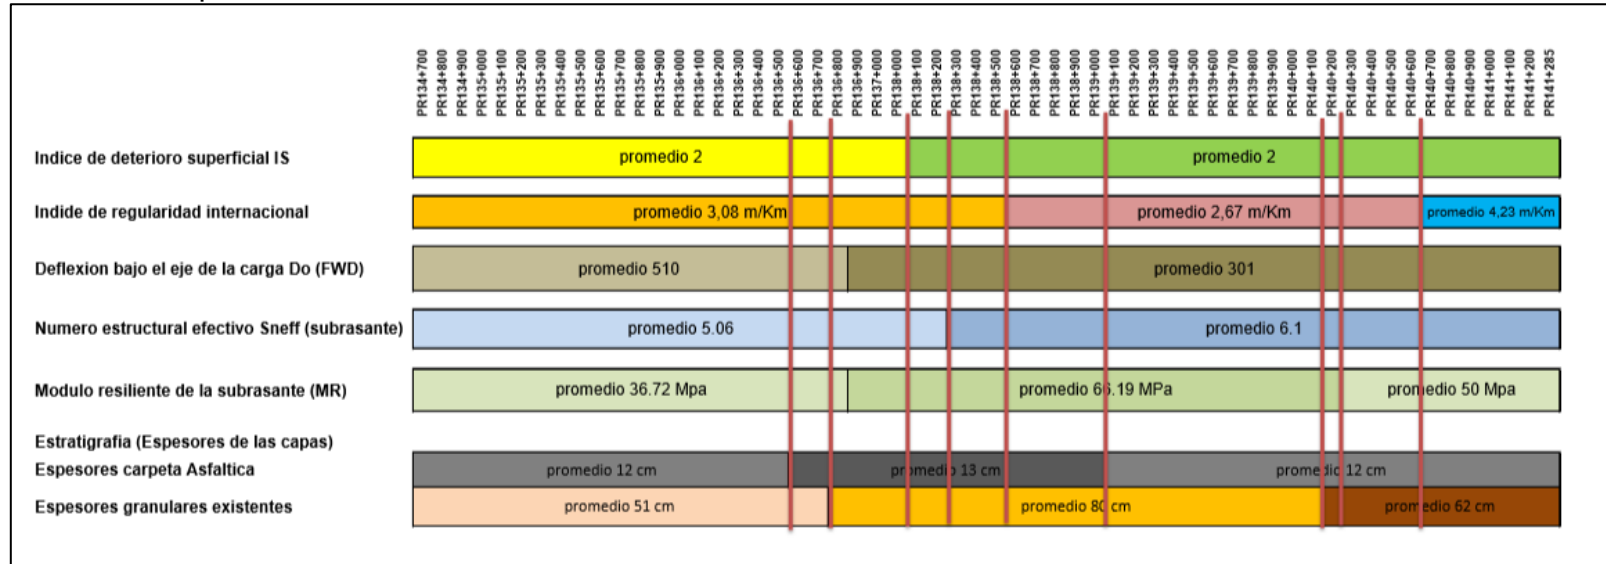 PR134+700
PR134+800
PR134+900
PR135+000
PR135+100
PR135+200
PR135+300
PR135+400
PR135+500
PR135+600
PR135+700
PR135+800
PR135+900
PR136+000
PR136+100
PR136+200
PR136+300
PR136+400
PR136+500
PR136+600
PR136+700
PR136+800
PR136+900
PR137+000
PR138+000
PR138+100
PR138+200
PR138+300
PR138+400
PR138+500
PR138+600
PR138+700
PR138+800
PR138+900
PR139+000
PR139+100
PR139+200
PR139+300
PR139+400
PR139+500
PR139+600
PR139+700
PR139+800
PR139+900
PR140+000
PR140+100
PR140+200
PR140+300
PR140+400
PR140+500
PR140+600
PR140+700
PR140+800
PR140+900
PR141+000
PR141+100
PR141+200
PR141+285
Indice de deterioro superficial IS promedio 2 promedio 2
Indide de regularidad internacional promedio 3,08 m/Km promedio 2,67 m/Km promedio 4,23 m/Km
Deflexion bajo el eje de la carga Do (FWD) promedio 510 promedio 301
Numero estructural efectivo Sneff (subrasante) promedio 5.06 promedio 6.1
Modulo resiliente de la subrasante (MR) promedio 36.72 Mpa promedio 66.19 MPa promedio 50 Mpa
Estratigrafia (Espesores de las capas)
Espesores carpeta Asfaltica promedio 12 cm promedio 13 cm promedio 12 cm
Espesores granulares existentes promedio 51 cm promedio 80 cm promedio 62 cm